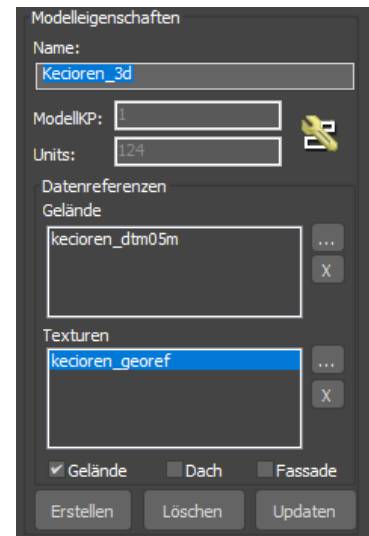 Modelleigenschaften
Name:
Kecioren_3d
ModellKP: 1
Units: 124
Datenreferenzen
Gelände
kecioren_dtm05m
...
X
Texturen
kecioren_georef
...
X
Gelände Dach Fassade
Erstellen Löschen Updaten